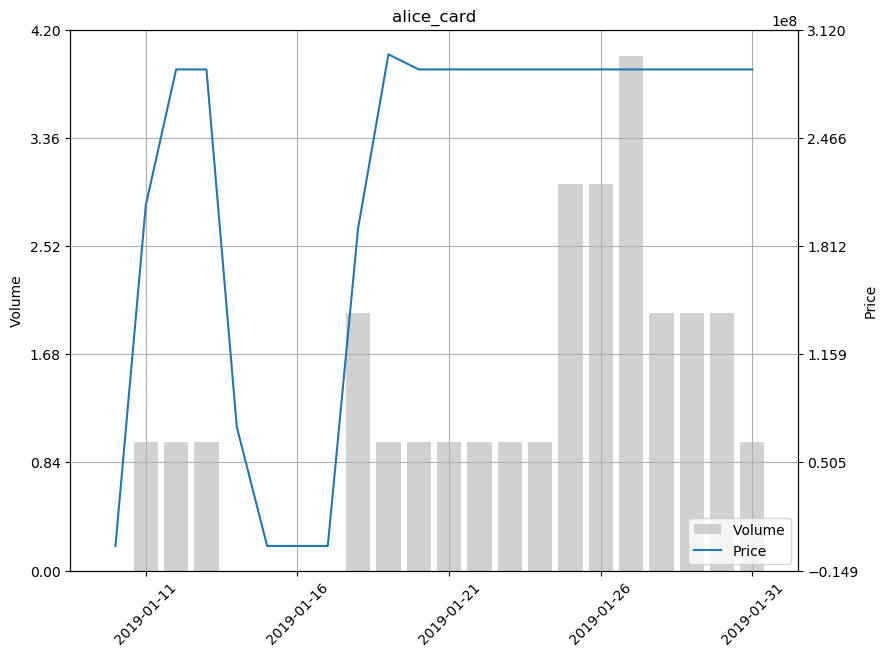 alice_card
1e8
4.20
3.36
2.52
1.68
0.84
0.00
Volume
3.120
2.466
1.812
1.159
0.505
−0.149
Price
Volume
Price
2019-01-11
2019-01-16
2019-01-21
2019-01-26
2019-01-31